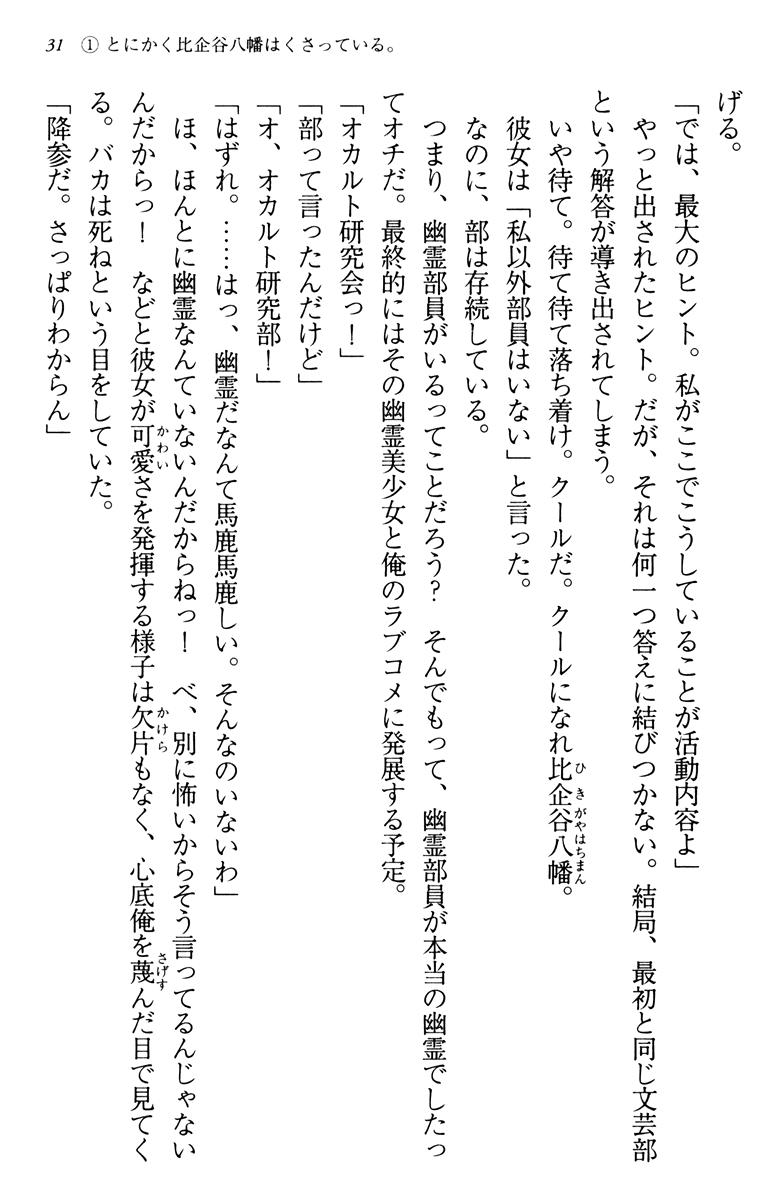 31 ① とにかく比企谷八幡はくさっている。
げる。
「では、最大のヒント。私がここでこうしていることが活動内容よ」
やっと出されたヒント。だが、それは何一つ答えに結びつかない。結局、最初と同じ文芸部
という解答が導き出されてしまう。
いや待て。待て待て落ち着け。クールだ。クールになれ比企谷八幡。
彼女は「私以外部員はいない」と言った。
なのに、部は存続している。
つまり、幽霊部員がいるってことだろう? そんでもって、幽霊部員が本当の幽霊でしたっ
てオチだ。最終的にはその幽霊美少女と俺のラブコメに発展する予定。
「オカルト研究会っ!」
「部って言ったんだけど」
「オ、オカルト研究部!」
「はずれ。……はっ、幽霊だなんて馬鹿馬鹿しい。そんなのいないわ」
ほ、ほんとに幽霊なんていないんだからねっ! べ、別に怖いからそう言ってるんじゃない
んだからっ! などと彼女が可愛さを発揮する様子は欠片もなく、心底俺を蔑んだ目で見てく
る。バカは死ねという目をしていた。
「降参だ。さっぱりわからん」